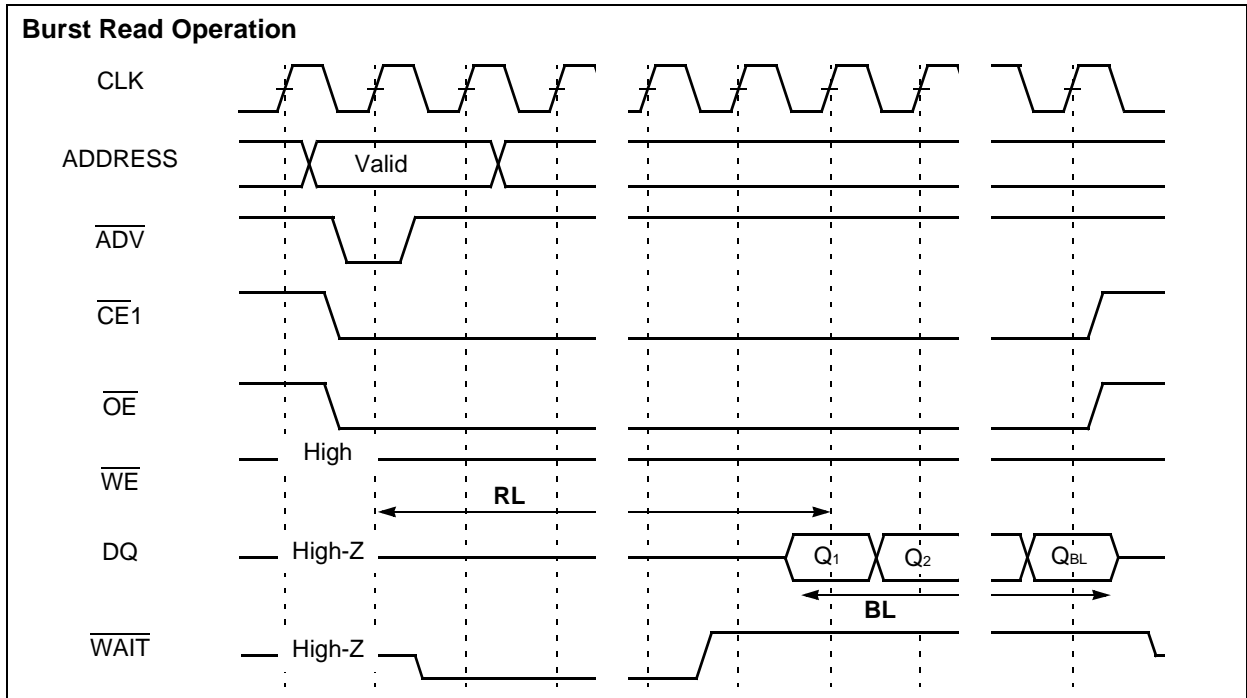 Burst Read Operation
CLK
ADDRESS
Valid
ADV
CE1
OE
High
WE
RL
DQ
High-Z
Q1
Q2
QBL
BL
WAIT
High-Z